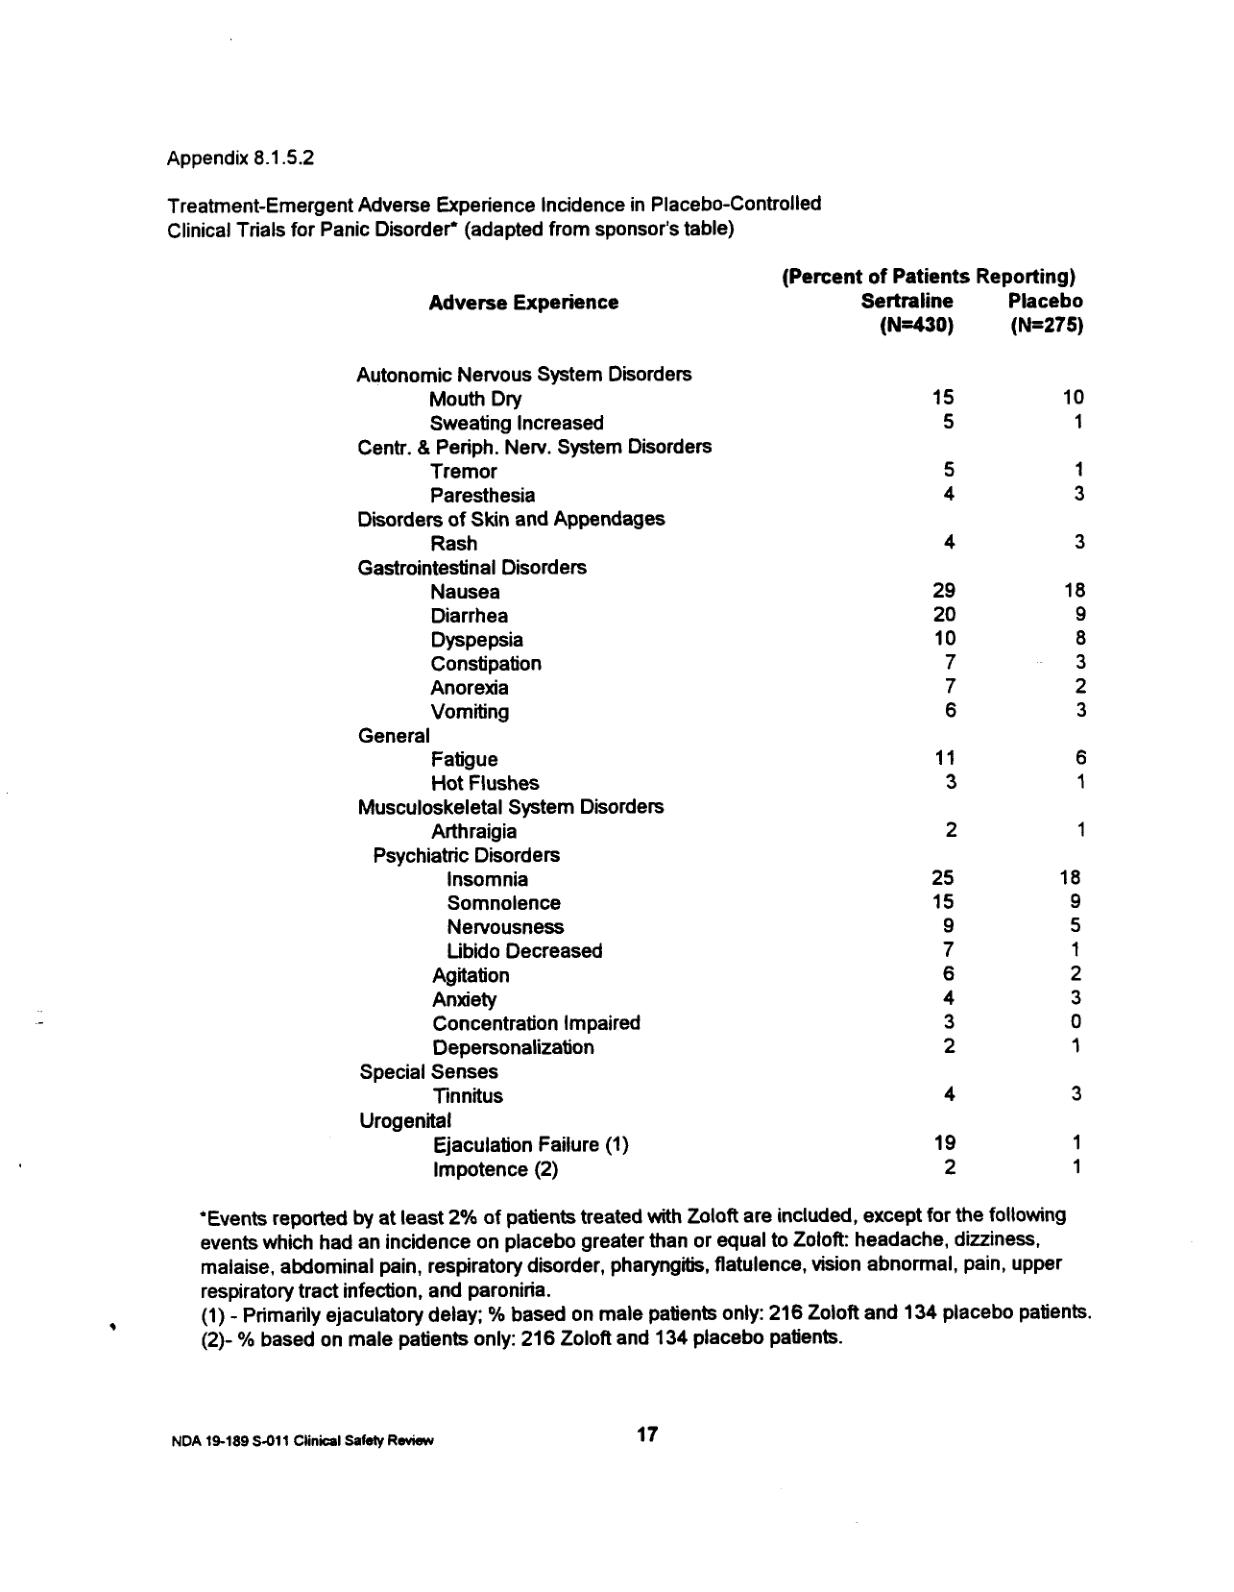 Appendix 8.1.5.2
Treatment-Emergent Adverse Experience Incidence in Placebo-Controlled
Clinical Trials for Panic Disorder* (adapted from sponsor's table)
(Percent of Patients Reporting)
Adverse Experience Sertraline Placebo
(N=430) (N=275)
Autonomic Nervous System Disorders
Mouth Dry 15 10
Sweating Increased 5 1
Centr. & Periph. Nerv. System Disorders
Tremor 5 1
Paresthesia 4 3
Disorders of Skin and Appendages
Rash 4 3
Gastrointestinal Disorders
Nausea 29 18
Diarrhea 20 9
Dyspepsia 10 8
Constipation 7 3
Anorexia 7 2
Vomiting 6 3
General
Fatigue 11 6
Hot Flushes 3 1
Musculoskeletal System Disorders
Arthraigia 2 1
Psychiatric Disorders
Insomnia 25 18
Somnolence 15 9
Nervousness 9 5
Libido Decreased 7 1
Agitation 6 2
Anxiety 4 3
Concentration Impaired 3 0
Depersonalization 2 1
Special Senses
Tinnitus 4 3
Urogenital
Ejaculation Failure (1) 19 1
Impotence (2) 2 1
*Events reported by at least 2% of patients treated with Zoloft are included, except for the following
events which had an incidence on placebo greater than or equal to Zoloft: headache, dizziness,
malaise, abdominal pain, respiratory disorder, pharyngitis, flatulence, vision abnormal, pain, upper
respiratory tract infection, and paroniria.
(1) - Primarily ejaculatory delay; % based on male patients only: 216 Zoloft and 134 placebo patients.
(2)- % based on male patients only: 216 Zoloft and 134 placebo patients.
NDA 19-189 S-011 Clinical Safety Review 17